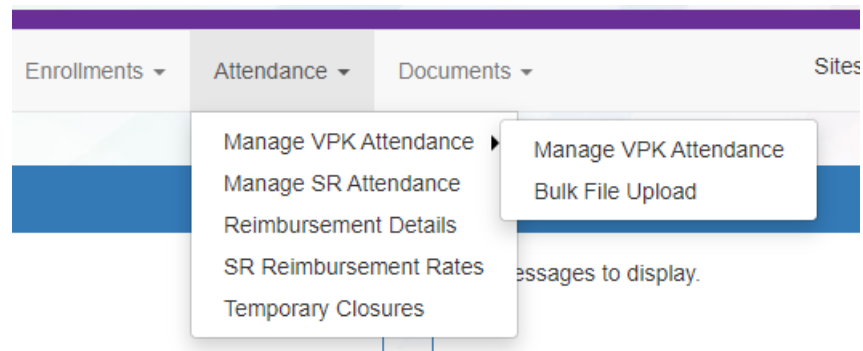 Enrollments
Attendance
Documents
Sites
Manage VPK Attendance
Manage VPK Attendance
Bulk File Upload
Manage SR Attendance
Reimbursement Details
SR Reimbursement Rates
Temporary Closures
essages to display.